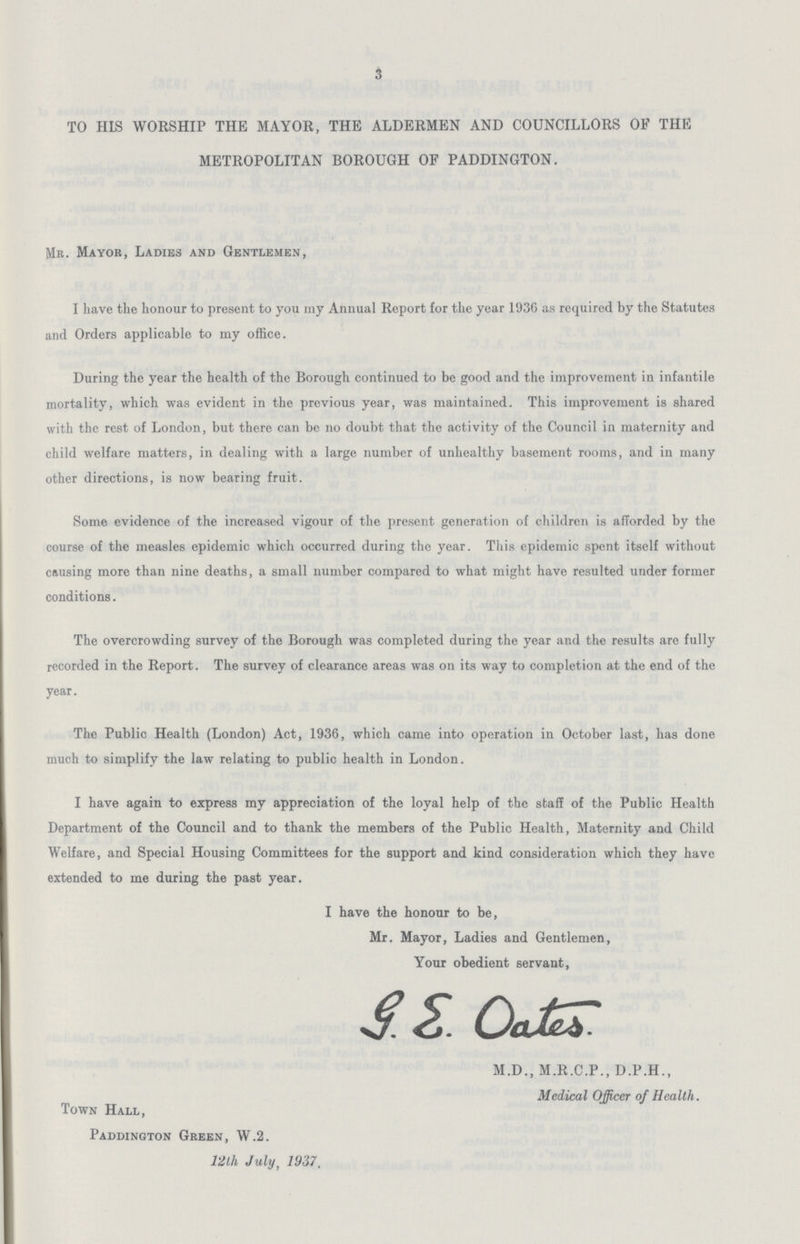 3
TO HIS WORSHIP THE MAYOR, THE ALDERMEN AND COUNCILLORS OF THE
METROPOLITAN BOROUGH OF PADDINGTON.
Mr. Mayor, Ladies and Gentlemen,
I have the honour to present to you my Annual Report for the year 1936 as required by the Statutes
and Orders applicable to my office.
During the year the health of the Borough continued to be good and the improvement in infantile
mortality, which was evident in the previous year, was maintained. This improvement is shared
with the rest of London, but there can be no doubt that the activity of the Council in maternity and
child welfare matters, in dealing with a large number of unhealthy basement rooms, and in many
other directions, is now bearing fruit.
Some evidence of the increased vigour of the present generation of children is afforded by the
course of the measles epidemic which occurred during the year. This epidemic spent itself without
causing more than nine deaths, a small number compared to what might have resulted under former
conditions.
The overcrowding survey of the Borough was completed during the year and the results are fully
recorded in the Report. The survey of clearance areas was on its way to completion at the end of the
year.
The Public Health (London) Act, 1936, which came into operation in October last, has done
much to simplify the law relating to public health in London.
I have again to express my appreciation of the loyal help of the staff of the Public Health
Department of the Council and to thank the members of the Public Health, Maternity and Child
Welfare, and Special Housing Committees for the support and kind consideration which they have
extended to me during the past year.
I have the honour to be,
Mr. Mayor, Ladies and Gentlemen,
Your obedient servant,
G. E. Oates.
M.D., M.R.C.P., D.P.H.,
Medical Officer of Health.
Town Hall,
Paddington Green, W.2.
12th July, 1937.